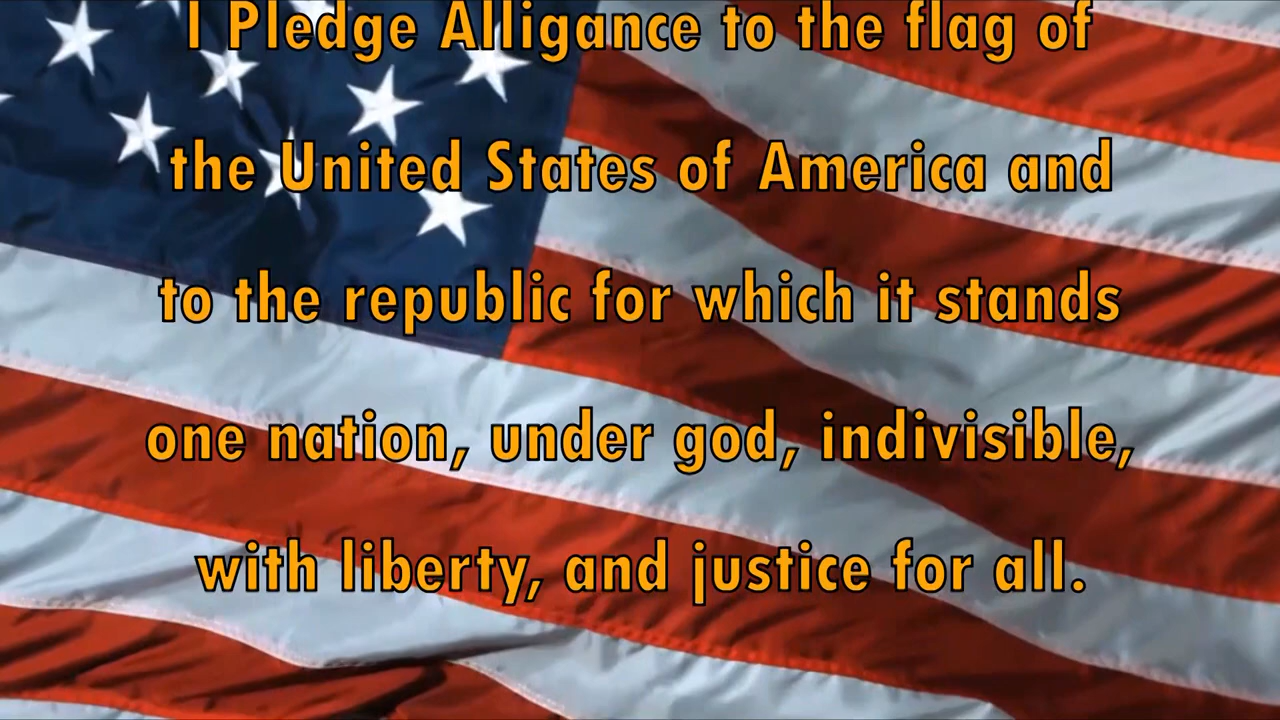 I Pledge Alligance to the flag of
the United States of America and
to the republic for which it stands
one nation, under god, indivisible,
with liberty, and justice for all.